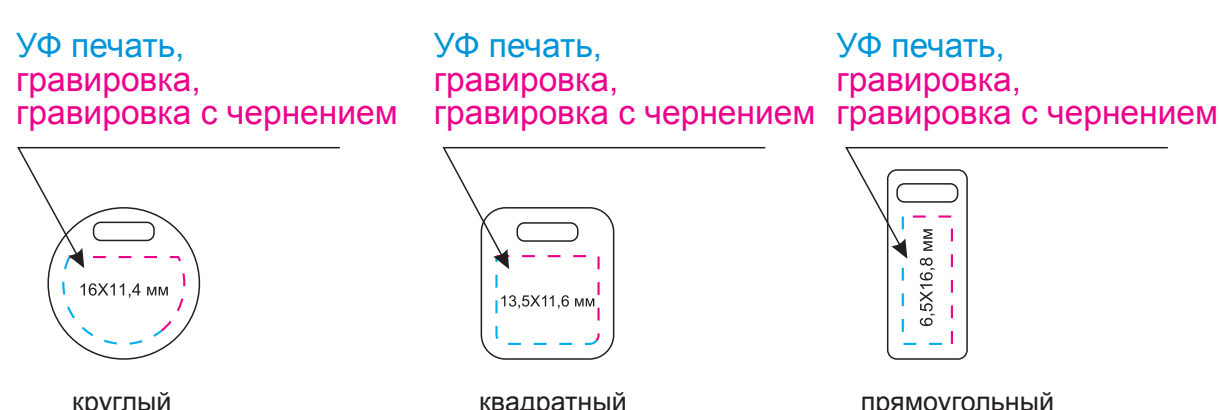 УФ печать,
гравировка,
гравировка с чернением
16Х11,4 мм
круглый
УФ печать,
гравировка,
гравировка с чернением
13,5Х11,6 мм
квадратный
УФ печать,
гравировка,
гравировка с чернением
6,5Х16,8 мм
прямоугольный